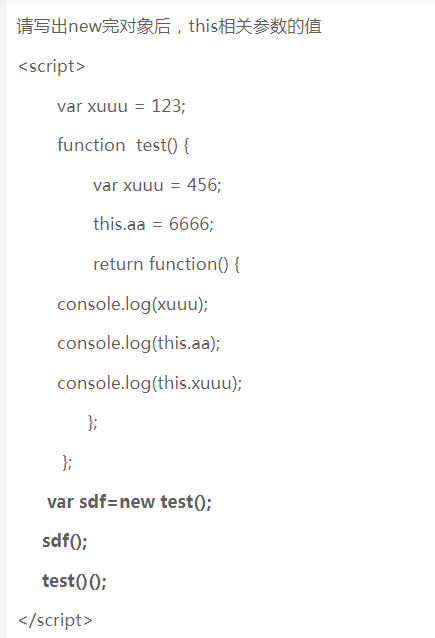 请写出new完对象后，this相关参数的值
<script>
var xuuu = 123;
function  test() {
var xuuu = 456;
this.aa = 6666;
return function() {
console.log(xuuu);
console.log(this.aa);
console.log(this.xuuu);
};
};
var sdf=new test();
sdf();
test()();
</script>